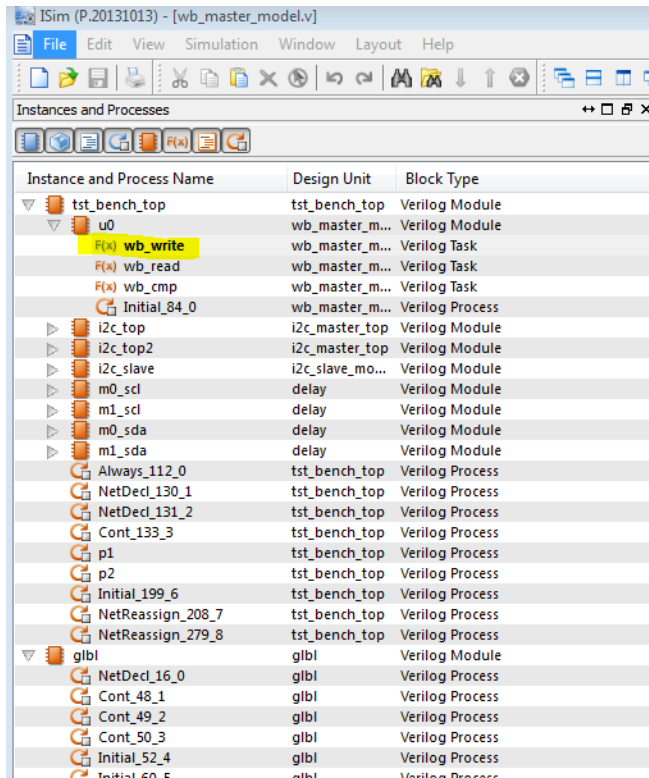 ISim (P.20131013) - [wb_master_model.v]
File Edit View Simulation Window Layout Help
Instances and Processes
F(x)
Instance and Process Name Design Unit Block Type
tst_bench_top tst_bench_top Verilog Module
u0 wb_master_m... Verilog Module
F(x) wb_write wb_master_m... Verilog Task
F(x) wb_read wb_master_m... Verilog Task
F(x) wb_cmp wb_master_m... Verilog Task
Initial_84_0 wb_master_m... Verilog Process
i2c_top i2c_master_top Verilog Module
i2c_top2 i2c_master_top Verilog Module
i2c_slave i2c_slave_mo... Verilog Module
m0_scl delay Verilog Module
m1_scl delay Verilog Module
m0_sda delay Verilog Module
m1_sda delay Verilog Module
Always_112_0 tst_bench_top Verilog Process
NetDecl_130_1 tst_bench_top Verilog Process
NetDecl_131_2 tst_bench_top Verilog Process
Cont_133_3 tst_bench_top Verilog Process
p1 tst_bench_top Verilog Process
p2 tst_bench_top Verilog Process
Initial_199_6 tst_bench_top Verilog Process
NetReassign_208_7 tst_bench_top Verilog Process
NetReassign_279_8 tst_bench_top Verilog Process
glbl glbl Verilog Module
NetDecl_16_0 glbl Verilog Process
Cont_48_1 glbl Verilog Process
Cont_49_2 glbl Verilog Process
Cont_50_3 glbl Verilog Process
Initial_52_4 glbl Verilog Process
Initial_60_5 glbl Verilog Process